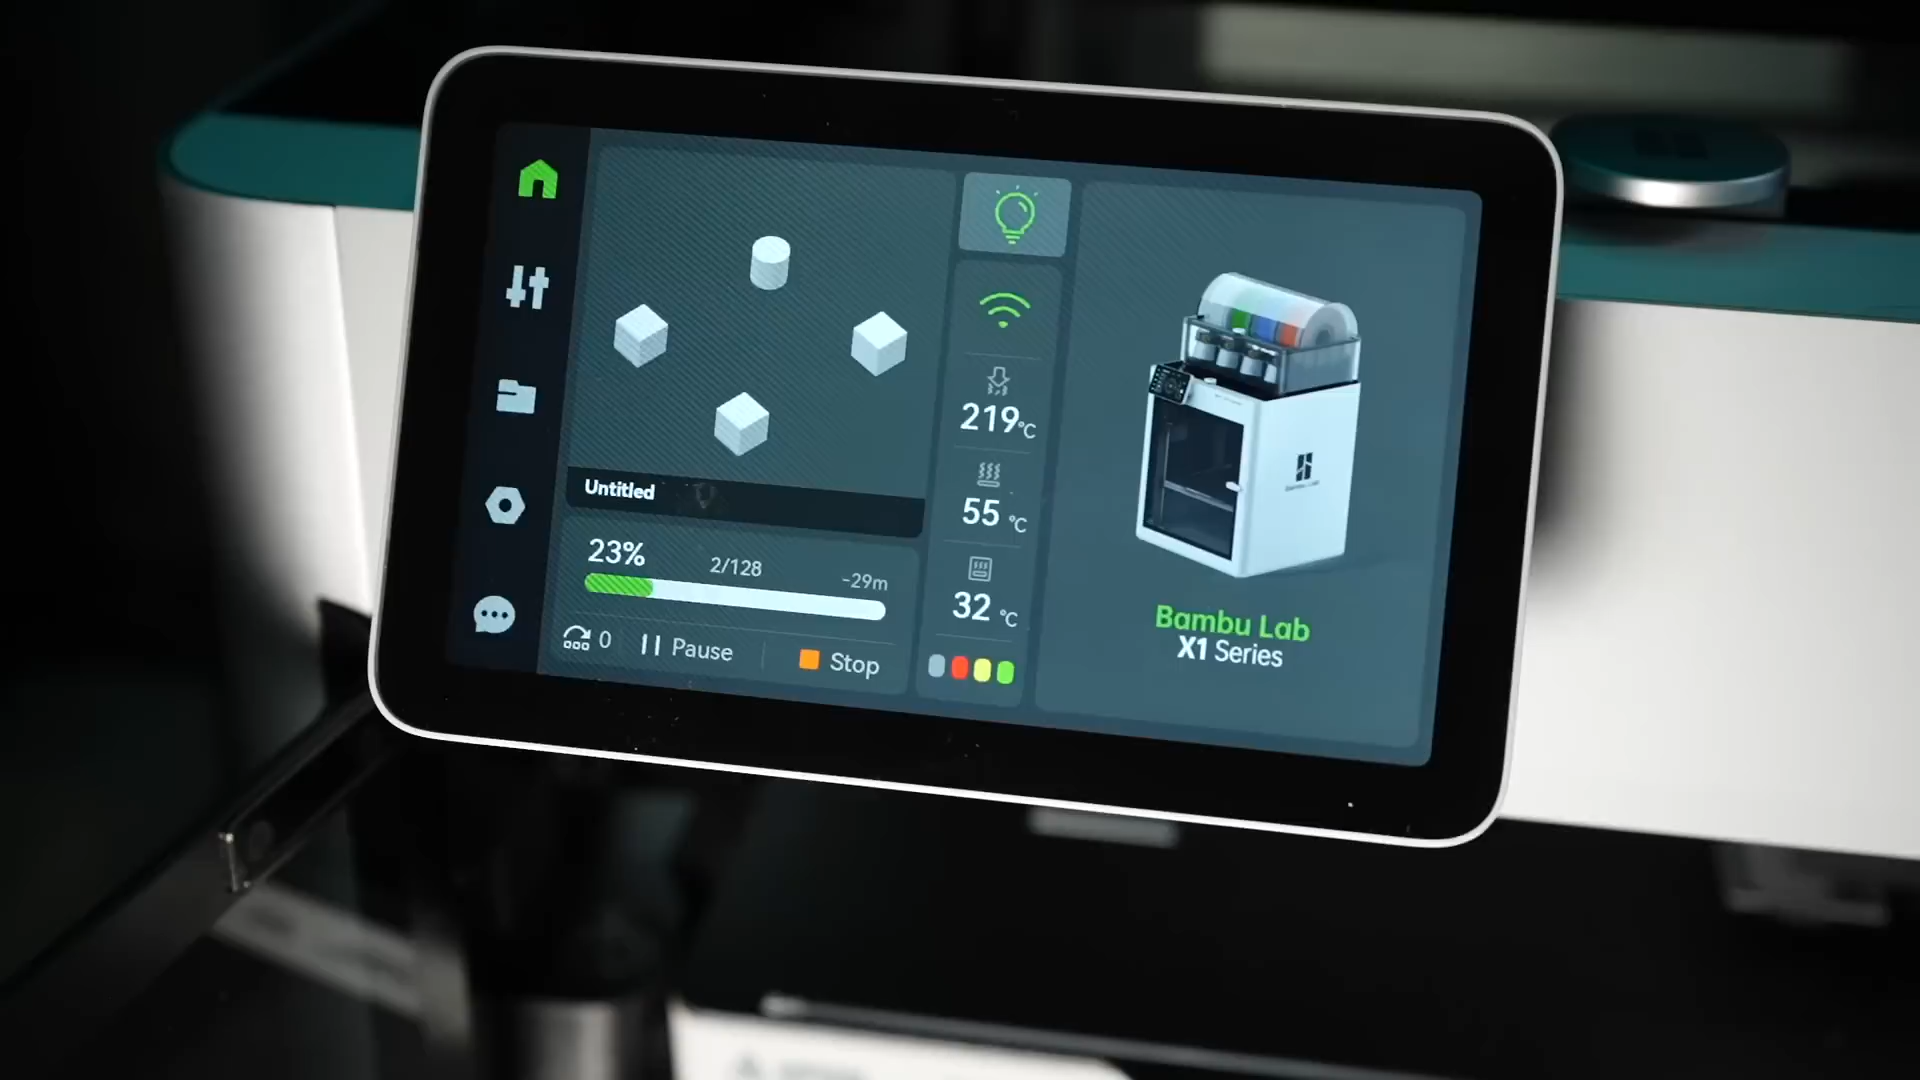 219°C
Untitled
55 °C
23% 2/128 -29m
32 °C
0 Pause Stop
Bambu Lab
X1 Series